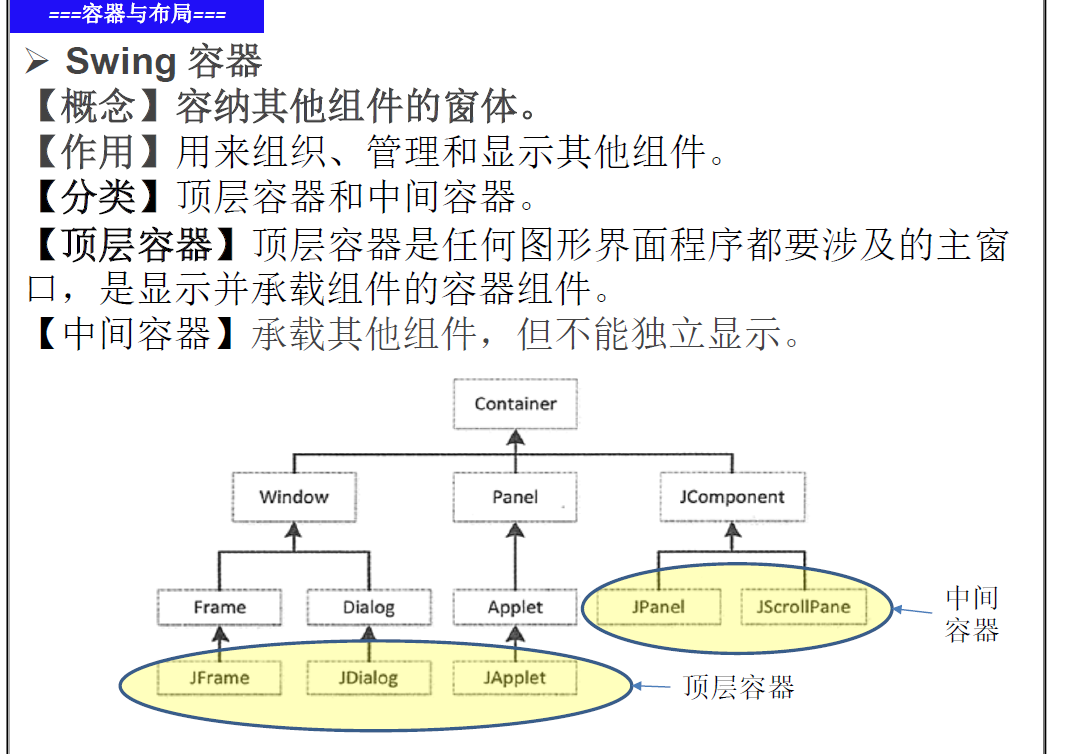 ===容器与布局===
➢ Swing 容器
【概念】容纳其他组件的窗体。
【作用】用来组织、管理和显示其他组件。
【分类】顶层容器和中间容器。
【顶层容器】顶层容器是任何图形界面程序都要涉及的主窗
口，是显示并承载组件的容器组件。
【中间容器】承载其他组件，但不能独立显示。
Container
Window
Panel
JComponent
Frame
Dialog
Applet
JPanel
JScrollPane
中间
容器
JFrame
JDialog
JApplet
顶层容器